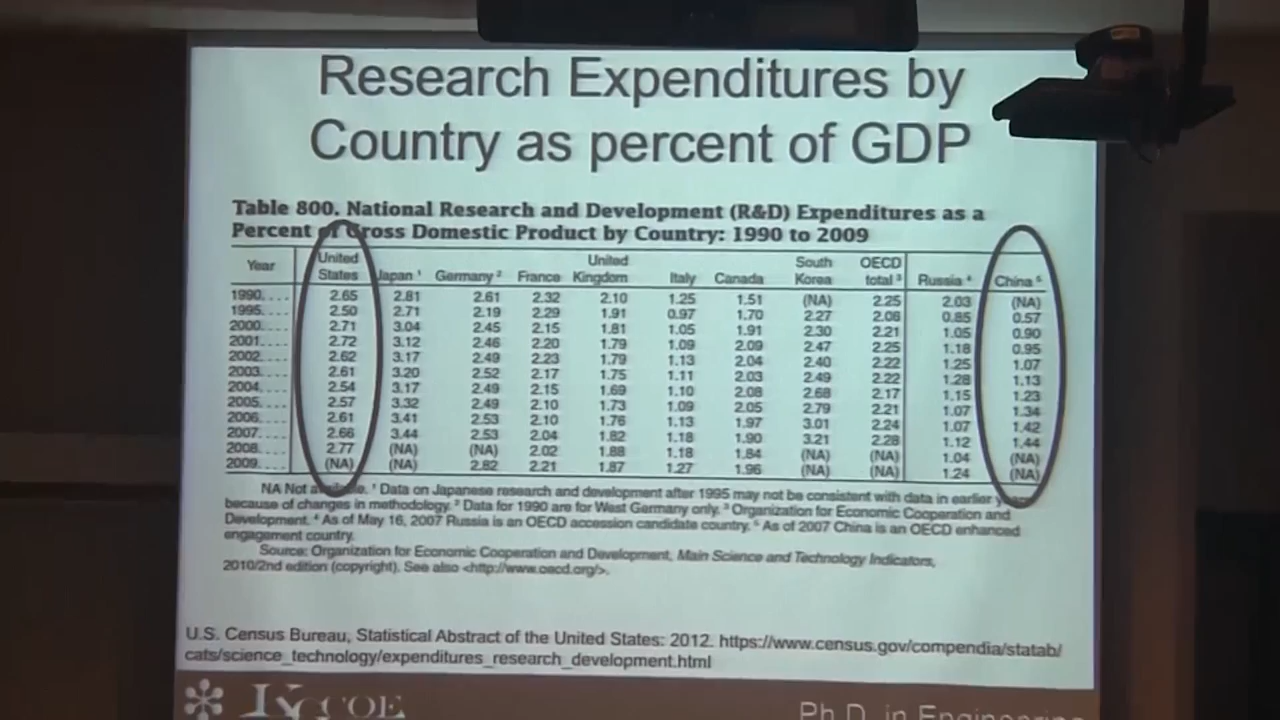 Research Expenditures by
Country as percent of GDP
Table 800. National Research and Development (R&D) Expenditures as a
Percent of Gross Domestic Product by Country: 1990 to 2009
Year United States Japan ¹ Germany ² France United Kingdom Italy Canada South Korea OECD total ³ Russia ⁴ China ⁵
1990. . . . 2.65 2.81 2.61 2.32 2.10 1.25 1.51 (NA) 2.25 2.03 (NA)
1995. . . . 2.50 2.71 2.19 2.29 1.91 0.97 1.70 2.27 2.06 0.85 0.57
2000. . . . 2.71 3.04 2.45 2.15 1.81 1.05 1.91 2.30 2.21 1.05 0.90
2001. . . . 2.72 3.12 2.46 2.20 1.79 1.09 2.09 2.47 2.25 1.18 0.95
2002. . . . 2.62 3.17 2.49 2.23 1.79 1.13 2.04 2.40 2.22 1.25 1.07
2003. . . . 2.61 3.20 2.52 2.17 1.75 1.11 2.03 2.49 2.22 1.28 1.13
2004. . . . 2.54 3.17 2.49 2.15 1.69 1.10 2.08 2.68 2.17 1.15 1.23
2005. . . . 2.57 3.32 2.49 2.10 1.73 1.09 2.05 2.79 2.21 1.07 1.34
2006. . . . 2.61 3.41 2.53 2.10 1.76 1.13 1.97 3.01 2.24 1.07 1.42
2007. . . . 2.66 3.44 2.53 2.04 1.82 1.18 1.90 3.21 2.28 1.12 1.44
2008. . . . 2.77 (NA) (NA) 2.02 1.88 1.18 1.84 (NA) (NA) 1.04 (NA)
2009. . . . (NA) (NA) 2.82 2.21 1.87 1.27 1.96 (NA) (NA) 1.24 (NA)
NA Not available. ¹ Data on Japanese research and development after 1995 may not be consistent with data in earlier years
because of changes in methodology. ² Data for 1990 are for West Germany only. ³ Organization for Economic Cooperation and
Development. ⁴ As of May 16, 2007 Russia is an OECD accession candidate country. ⁵ As of 2007 China is an OECD enhanced
engagement country.
Source: Organization for Economic Cooperation and Development, Main Science and Technology Indicators,
2010/2nd edition (copyright). See also <http://www.oecd.org/>.
U.S. Census Bureau, Statistical Abstract of the United States: 2012. https://www.census.gov/compendia/statab/
cats/science_technology/expenditures_research_development.html
COE
Ph.D. in Engineering